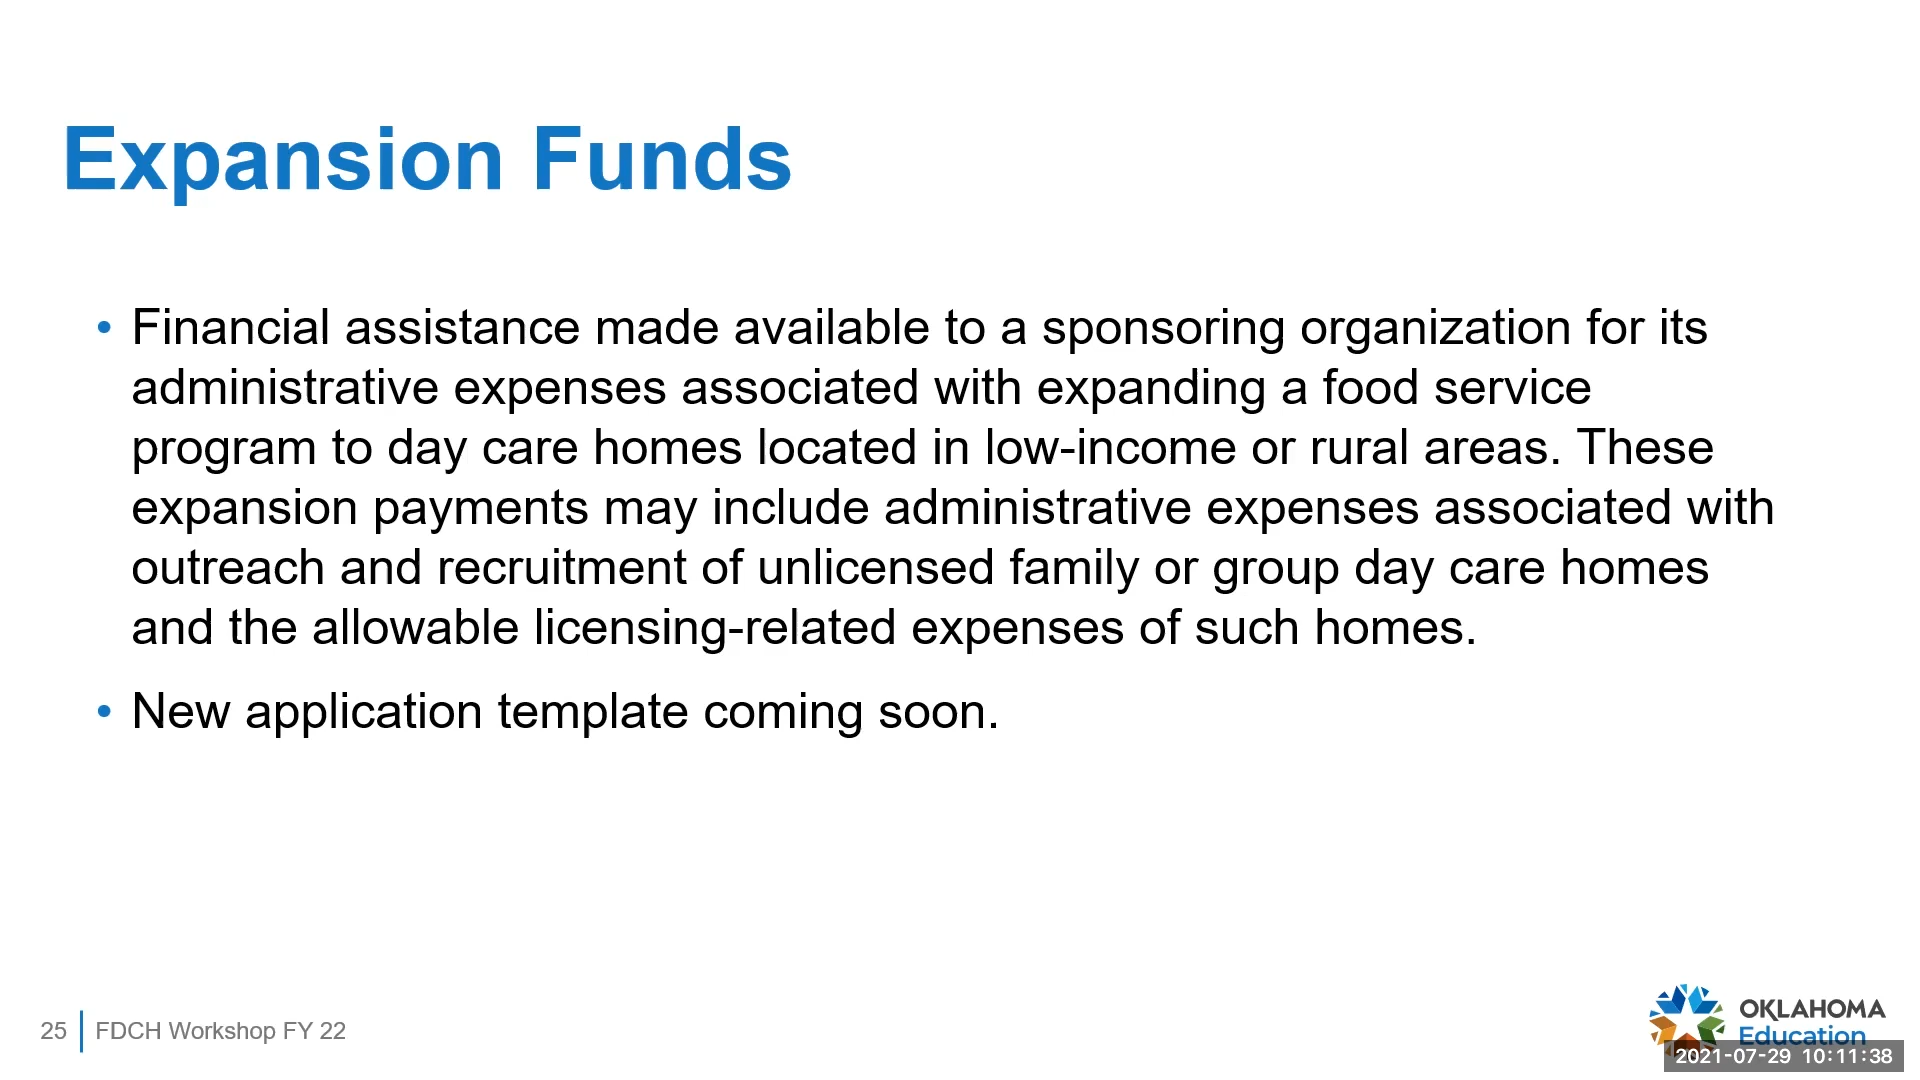 Expansion Funds
• Financial assistance made available to a sponsoring organization for its
administrative expenses associated with expanding a food service
program to day care homes located in low-income or rural areas. These
expansion payments may include administrative expenses associated with
outreach and recruitment of unlicensed family or group day care homes
and the allowable licensing-related expenses of such homes.
• New application template coming soon.
25 FDCH Workshop FY 22
OKLAHOMA
Education
2021-07-29 10:11:38